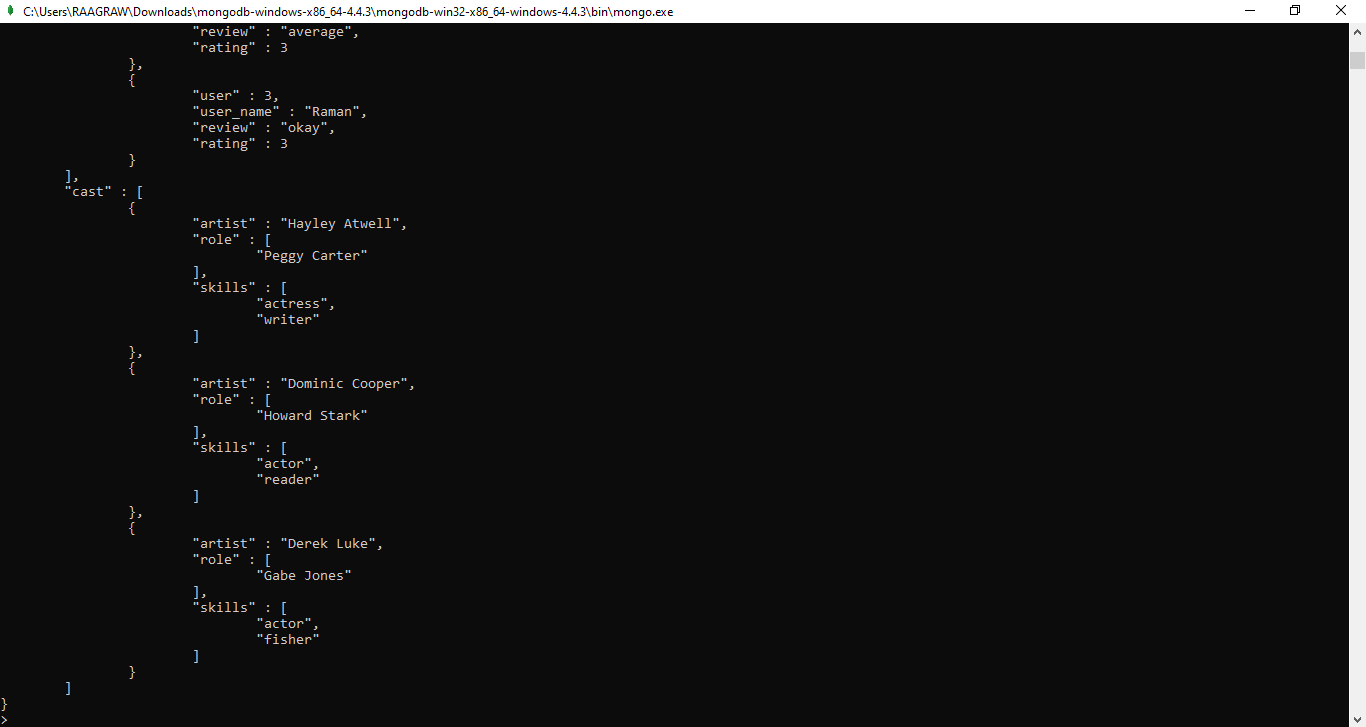 C:\Users\RAAGRAW\Downloads\mongodb-windows-x86_64-4.4.3\mongodb-win32-x86_64-windows-4.4.3\bin\mongo.exe
"review" : "average",
"rating" : 3
},
{
"user" : 3,
"user_name" : "Raman",
"review" : "okay",
"rating" : 3
}
],
"cast" : [
{
"artist" : "Hayley Atwell",
"role" : [
"Peggy Carter"
],
"skills" : [
"actress",
"writer"
]
},
{
"artist" : "Dominic Cooper",
"role" : [
"Howard Stark"
],
"skills" : [
"actor",
"reader"
]
},
{
"artist" : "Derek Luke",
"role" : [
"Gabe Jones"
],
"skills" : [
"actor",
"fisher"
]
}
]
}
>